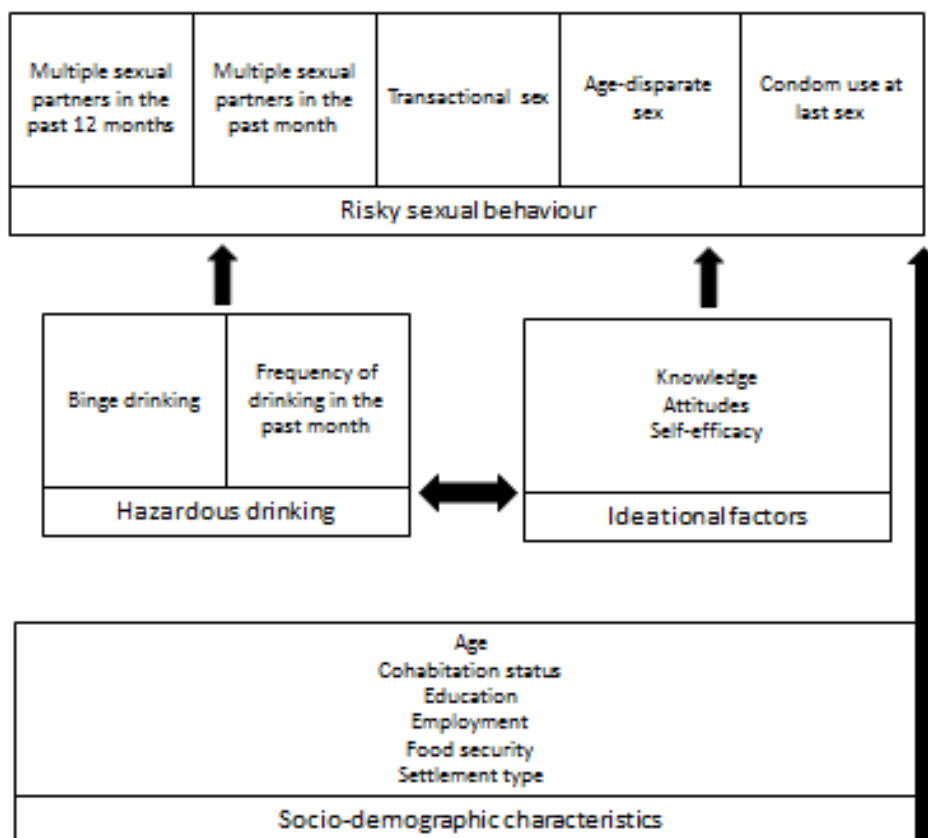 Multiple sexual
partners in the
past 12 months
Multiple sexual
partners in the
past month
Transactional sex
Age-disparate
sex
Condom use at
last sex
Risky sexual behaviour
Binge drinking
Frequency of
drinking in the
past month
Hazardous drinking
Knowledge
Attitudes
Self-efficacy
Ideational factors
Age
Cohabitation status
Education
Employment
Food security
Settlement type
Socio-demographic characteristics